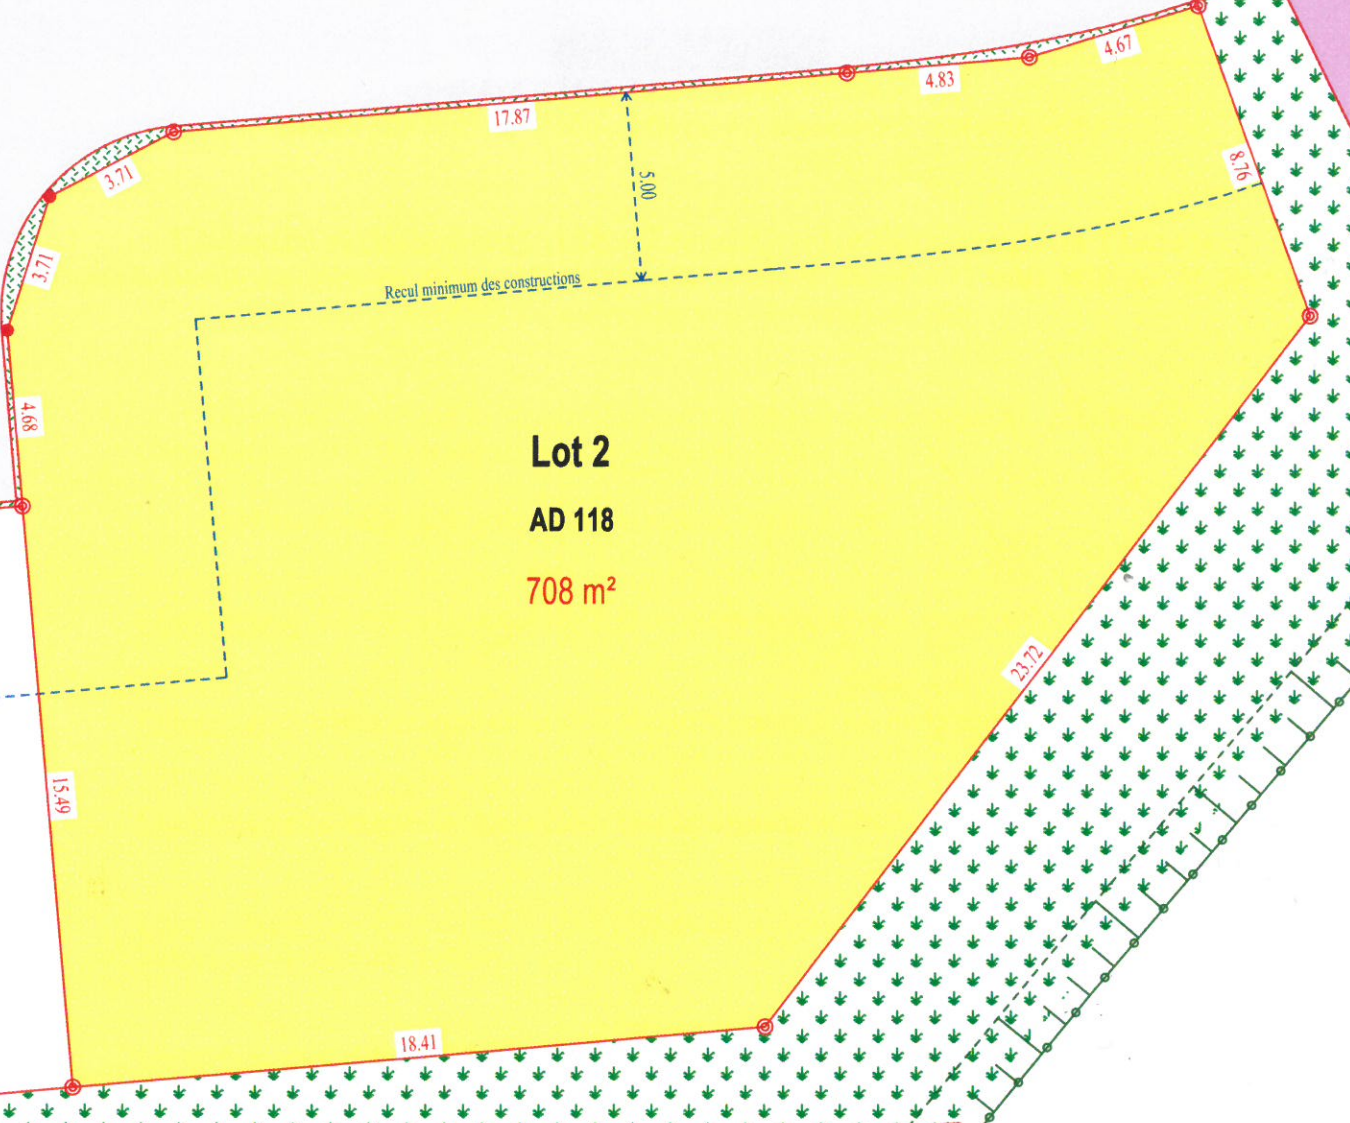 4.67
4.83
17.87
3.71
8.76
5.00
3.71
Recul minimum des constructions
4.68
Lot 2
AD 118
708 m²
23.72
15.49
18.41